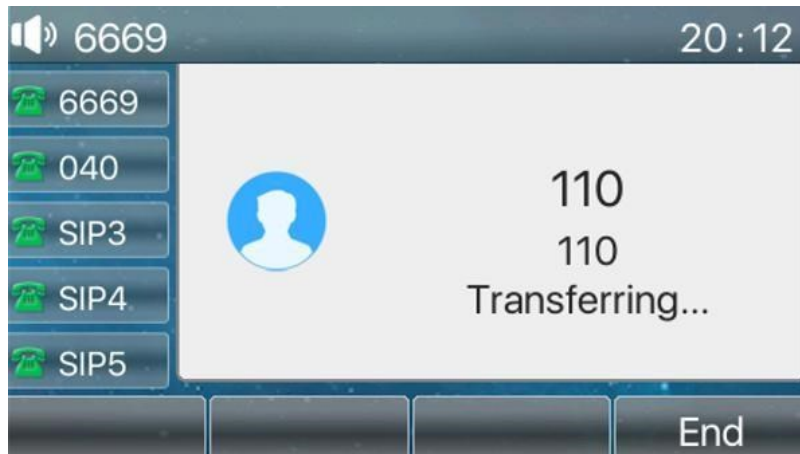 6669
20:12
6669
040
SIP3
SIP4
SIP5
110
110
Transferring...
End